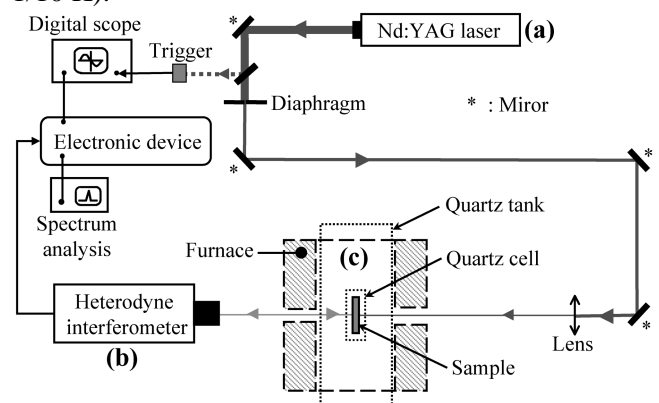 Digital scope
Nd:YAG laser
(a)
Trigger
Diaphragm
* : Miror
Electronic device
Spectrum
analysis
Quartz tank
Furnace
(c)
Quartz cell
Heterodyne
interferometer
(b)
Sample
Lens
*
*
*
*
*